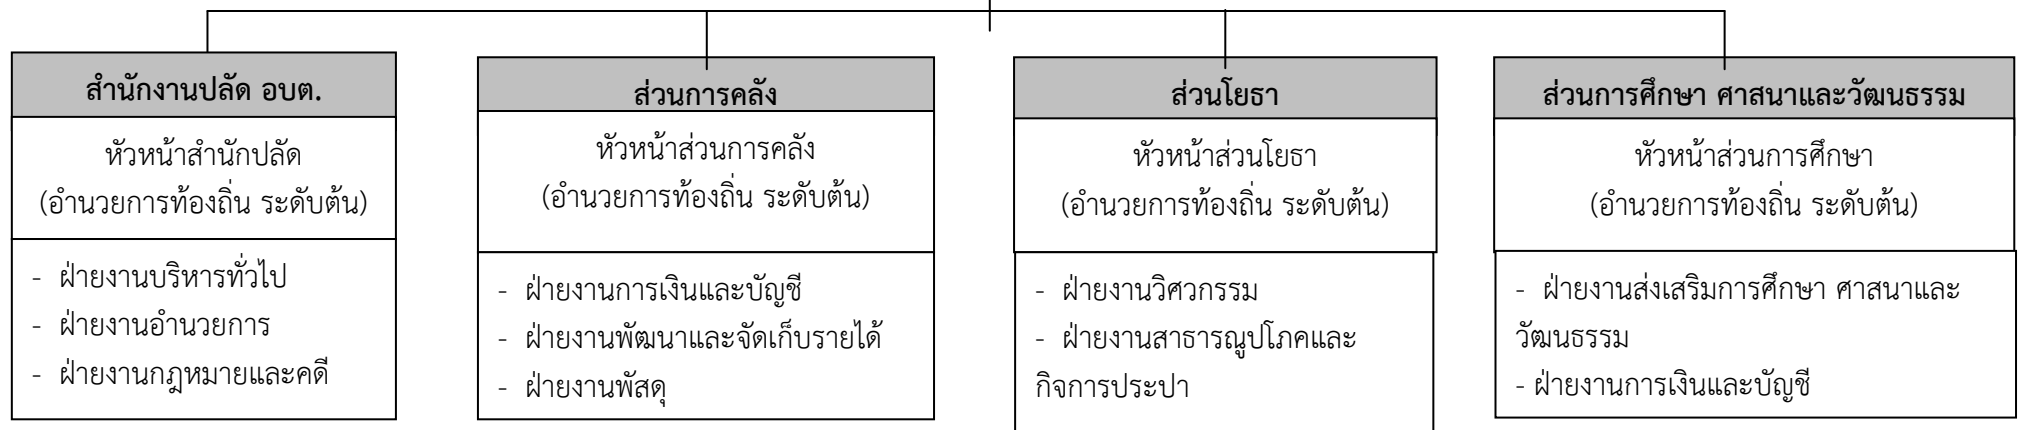 สำนักงานปลัด อบต.
หัวหน้าสำนักปลัด
(อำนวยการท้องถิ่น ระดับต้น)
- ฝ่ายงานบริหารทั่วไป
- ฝ่ายงานอำนวยการ
- ฝ่ายงานกฎหมายและคดี
ส่วนการคลัง
หัวหน้าส่วนการคลัง
(อำนวยการท้องถิ่น ระดับต้น)
- ฝ่ายงานการเงินและบัญชี
- ฝ่ายงานพัฒนาและจัดเก็บรายได้
- ฝ่ายงานพัสดุ
ส่วนโยธา
หัวหน้าส่วนโยธา
(อำนวยการท้องถิ่น ระดับต้น)
- ฝ่ายงานวิศวกรรม
- ฝ่ายงานสาธารณูปโภคและ
กิจการประปา
ส่วนการศึกษา ศาสนาและวัฒนธรรม
หัวหน้าส่วนการศึกษา
(อำนวยการท้องถิ่น ระดับต้น)
- ฝ่ายงานส่งเสริมการศึกษา ศาสนาและ
วัฒนธรรม
- ฝ่ายงานการเงินและบัญชี